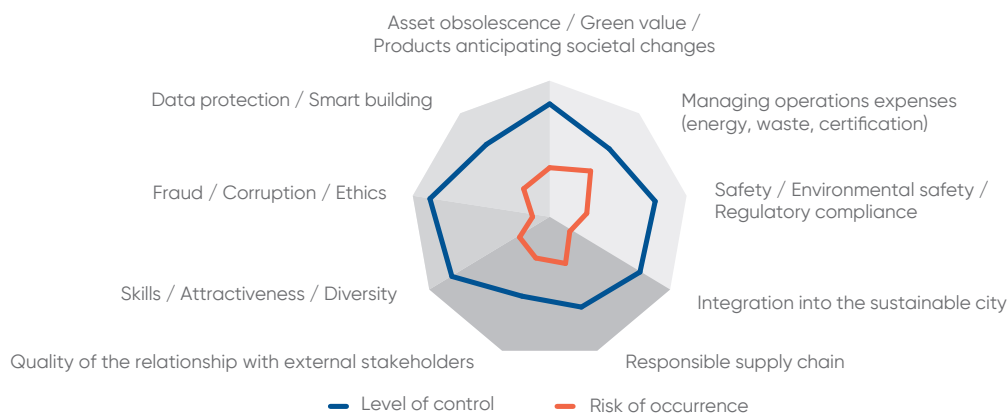 Asset obsolescence / Green value /
Products anticipating societal changes
Data protection / Smart building
Managing operations expenses
(energy, waste, certification)
Fraud / Corruption / Ethics
Safety / Environmental safety /
Regulatory compliance
Skills / Attractiveness / Diversity
Integration into the sustainable city
Quality of the relationship with external stakeholders
Responsible supply chain
Level of control
Risk of occurrence